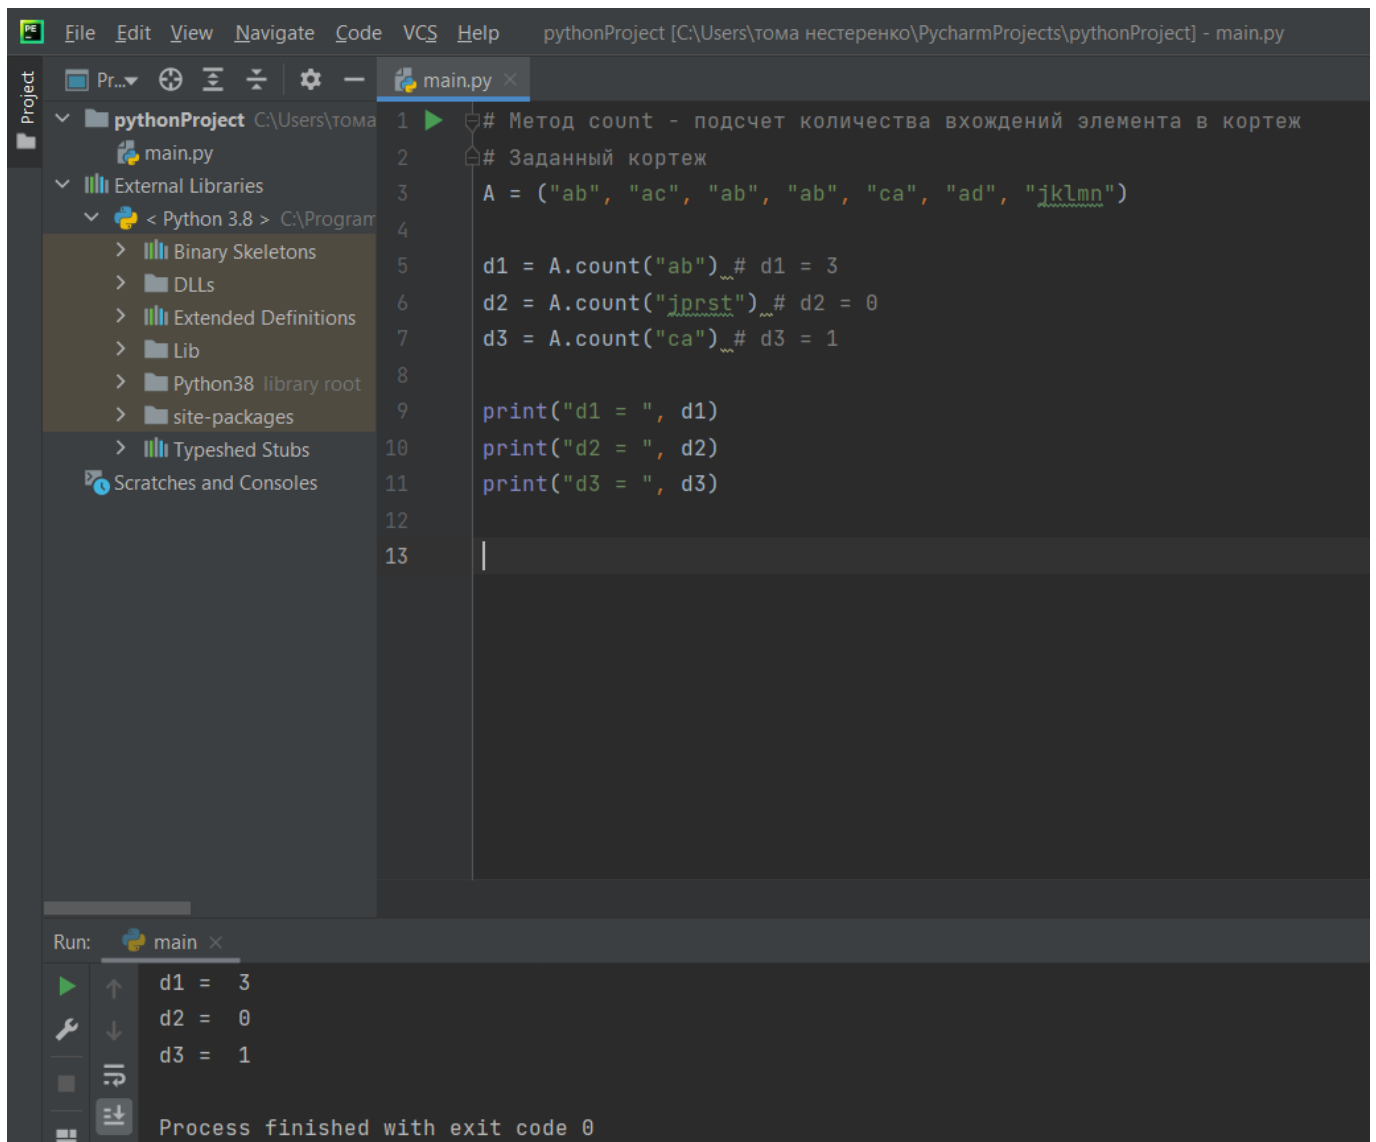 PE File Edit View Navigate Code VCS Help pythonProject [C:\Users\тома нестеренко\PycharmProjects\pythonProject] - main.py
Project
Pr...
main.py
pythonProject C:\Users\тома
main.py
External Libraries
< Python 3.8 > C:\Program
Binary Skeletons
DLLs
Extended Definitions
Lib
Python38 library root
site-packages
Typeshed Stubs
Scratches and Consoles
1 # Метод count - подсчет количества вхождений элемента в кортеж
2 # Заданный кортеж
3 A = ("ab", "ac", "ab", "ab", "ca", "ad", "jklmn")
4
5 d1 = A.count("ab") # d1 = 3
6 d2 = A.count("jprst") # d2 = 0
7 d3 = A.count("ca") # d3 = 1
8
9 print("d1 = ", d1)
10 print("d2 = ", d2)
11 print("d3 = ", d3)
12
13
Run: main
d1 =  3
d2 =  0
d3 =  1
Process finished with exit code 0